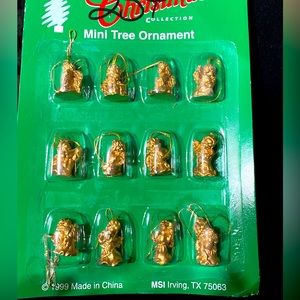 Christmas
COLLECTION
Mini Tree Ornament
© 1999 Made in China MSI Irving, TX 75063